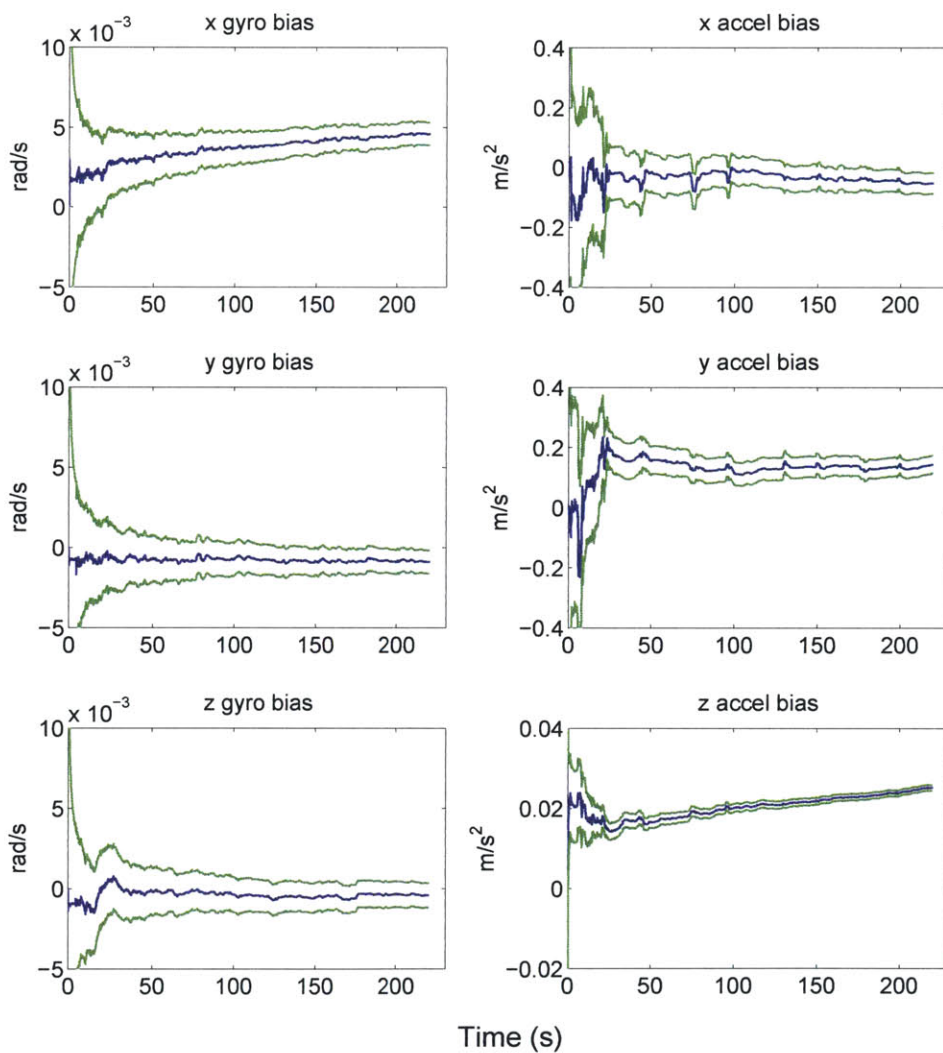 x gyro bias
x 10⁻³
10
5
0
−5
rad/s
0 50 100 150 200
x accel bias
0.4
0.2
0
−0.2
−0.4
m/s²
0 50 100 150 200
y gyro bias
x 10⁻³
10
5
0
−5
rad/s
0 50 100 150 200
y accel bias
0.4
0.2
0
−0.2
−0.4
m/s²
0 50 100 150 200
z gyro bias
x 10⁻³
10
5
0
−5
rad/s
0 50 100 150 200
z accel bias
0.04
0.02
0
−0.02
m/s²
0 50 100 150 200
Time (s)